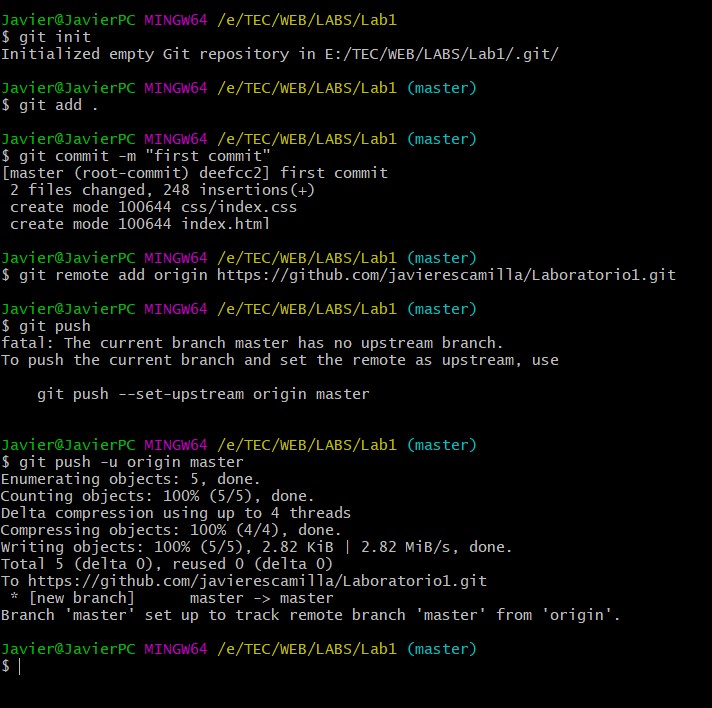 Javier@JavierPC MINGW64 /e/TEC/WEB/LABS/Lab1
$ git init
Initialized empty Git repository in E:/TEC/WEB/LABS/Lab1/.git/
Javier@JavierPC MINGW64 /e/TEC/WEB/LABS/Lab1 (master)
$ git add .
Javier@JavierPC MINGW64 /e/TEC/WEB/LABS/Lab1 (master)
$ git commit -m "first commit"
[master (root-commit) deefcc2] first commit
 2 files changed, 248 insertions(+)
 create mode 100644 css/index.css
 create mode 100644 index.html
Javier@JavierPC MINGW64 /e/TEC/WEB/LABS/Lab1 (master)
$ git remote add origin https://github.com/javierescamilla/Laboratorio1.git
Javier@JavierPC MINGW64 /e/TEC/WEB/LABS/Lab1 (master)
$ git push
fatal: The current branch master has no upstream branch.
To push the current branch and set the remote as upstream, use
    git push --set-upstream origin master
Javier@JavierPC MINGW64 /e/TEC/WEB/LABS/Lab1 (master)
$ git push -u origin master
Enumerating objects: 5, done.
Counting objects: 100% (5/5), done.
Delta compression using up to 4 threads
Compressing objects: 100% (4/4), done.
Writing objects: 100% (5/5), 2.82 KiB | 2.82 MiB/s, done.
Total 5 (delta 0), reused 0 (delta 0)
To https://github.com/javierescamilla/Laboratorio1.git
 * [new branch]      master -> master
Branch 'master' set up to track remote branch 'master' from 'origin'.
Javier@JavierPC MINGW64 /e/TEC/WEB/LABS/Lab1 (master)
$